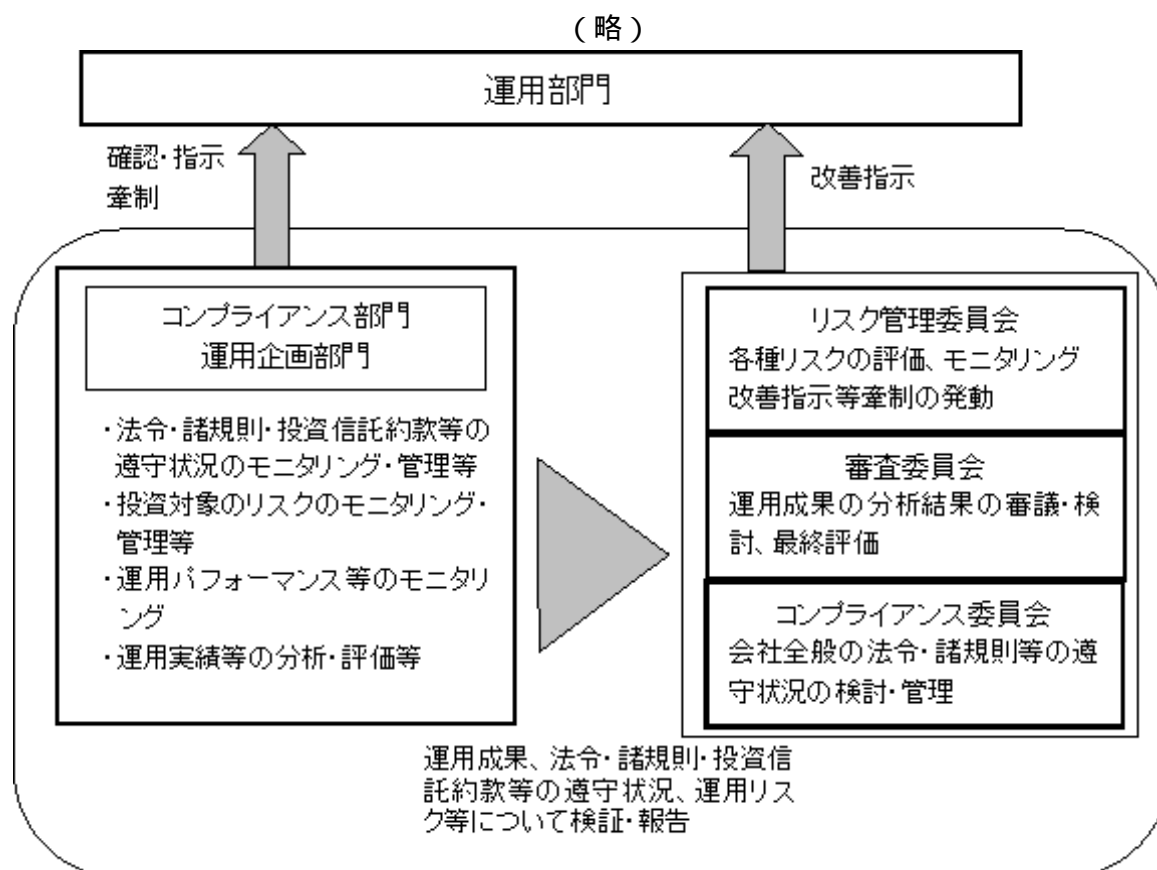 (略)
運用部門
確認・指示
牽制
改善指示
コンプライアンス部門
運用企画部門
・法令・諸規則・投資信託約款等の
遵守状況のモニタリング・管理等
・投資対象のリスクのモニタリング・
管理等
・運用パフォーマンス等のモニタリ
ング
・運用実績等の分析・評価等
リスク管理委員会
各種リスクの評価、モニタリング
改善指示等牽制の発動
審査委員会
運用成果の分析結果の審議・検
討、最終評価
コンプライアンス委員会
会社全般の法令・諸規則等の遵
守状況の検討・管理
運用成果、法令・諸規則・投資信
託約款等の遵守状況、運用リス
ク等について検証・報告